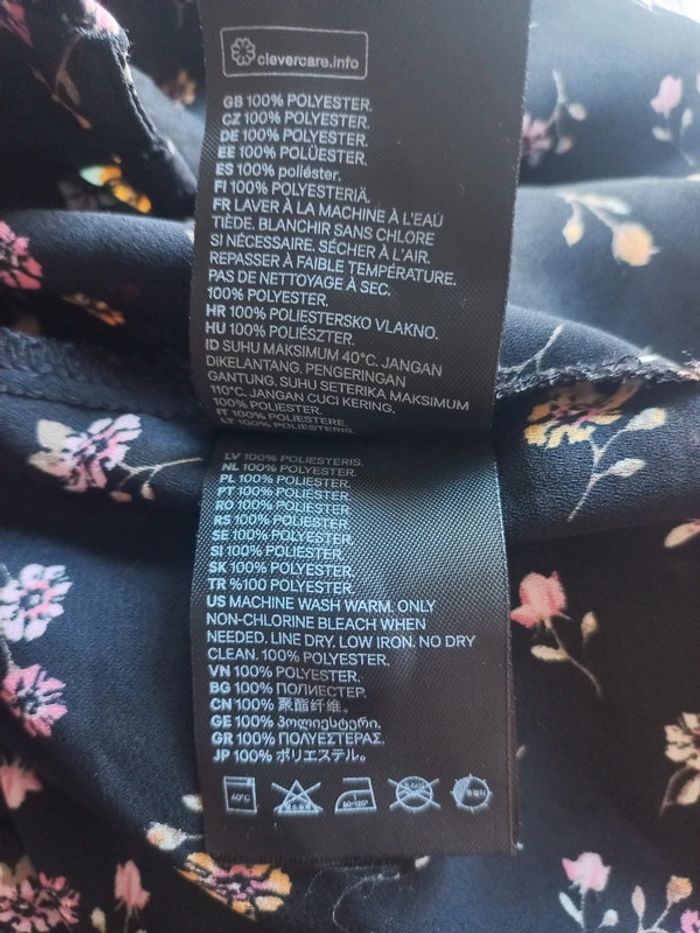 clevercare.info
GB 100% POLYESTER.
CZ 100% POLYESTER.
DE 100% POLYESTER.
EE 100% POLÜESTER.
ES 100% poliéster.
FI 100% POLYESTERIÄ.
FR LAVER À LA MACHINE À L'EAU
TIÈDE. BLANCHIR SANS CHLORE
SI NÉCESSAIRE. SÉCHER À L'AIR.
REPASSER À FAIBLE TEMPÉRATURE.
PAS DE NETTOYAGE À SEC.
100% POLYESTER.
HR 100% POLIESTERSKO VLAKNO.
HU 100% POLIÉSZTER.
ID SUHU MAKSIMUM 40°C. JANGAN
DIKELANTANG. PENGERINGAN
GANTUNG. SUHU SETERIKA MAKSIMUM
110°C. JANGAN CUCI KERING.
100% POLIESTER.
IT 100% POLIESTERE.
LT 100% POLIESTERIS.
LV 100% POLIESTERIS.
NL 100% POLYESTER.
PL 100% POLIESTER.
PT 100% POLIÉSTER
RO 100% POLIESTER
RS 100% POLIESTER.
SE 100% POLYESTER.
SI 100% POLIESTER.
SK 100% POLYESTER.
TR %100 POLYESTER.
US MACHINE WASH WARM. ONLY
NON-CHLORINE BLEACH WHEN
NEEDED. LINE DRY. LOW IRON. NO DRY
CLEAN. 100% POLYESTER.
VN 100% POLYESTER.
BG 100% ПОЛИЕСТЕР.
CN 100% 聚酯纤维。
GE 100% პოლიესტერი.
GR 100% ΠΟΛΥΕΣΤΕΡΑΣ.
JP 100% ポリエステル。
40°C